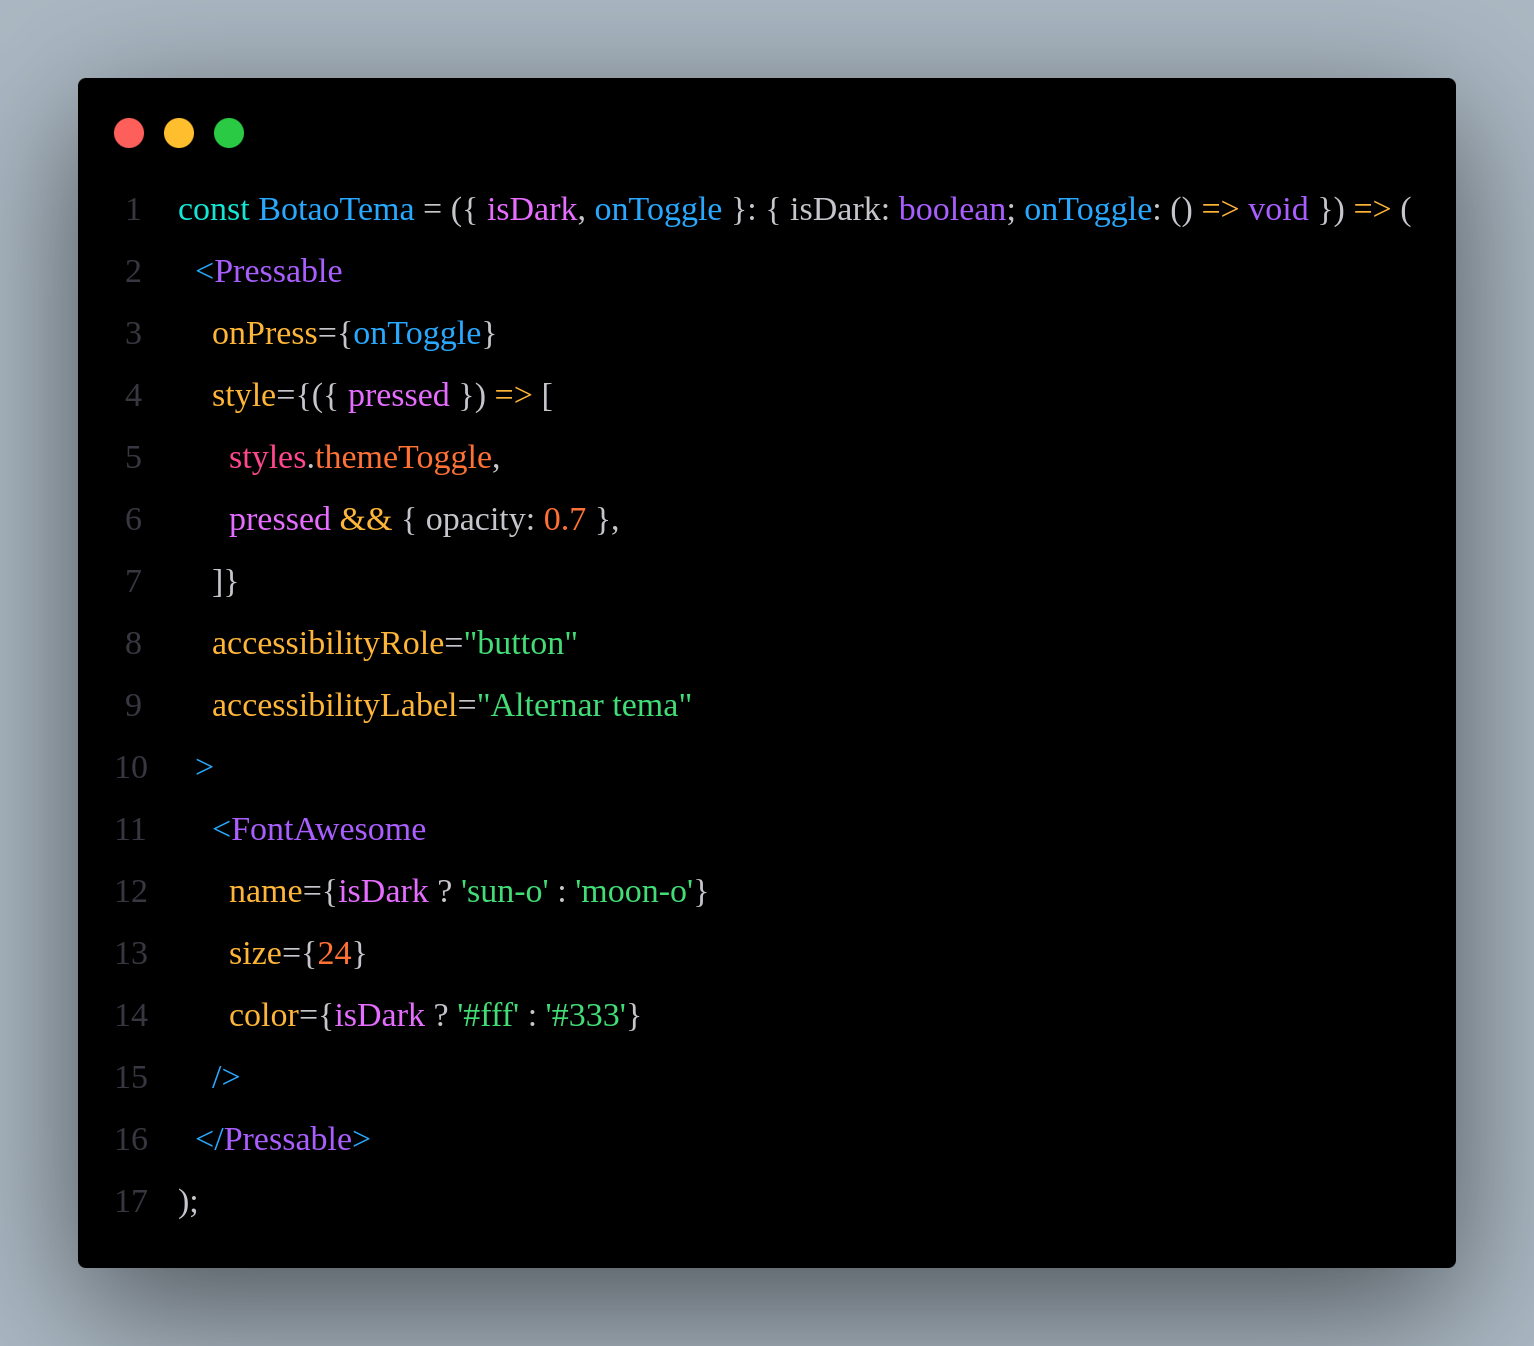 1 const BotaoTema = ({ isDark, onToggle }: { isDark: boolean; onToggle: () => void }) => (
2   <Pressable
3     onPress={onToggle}
4     style={({ pressed }) => [
5       styles.themeToggle,
6       pressed && { opacity: 0.7 },
7     ]}
8     accessibilityRole="button"
9     accessibilityLabel="Alternar tema"
10   >
11     <FontAwesome
12       name={isDark ? 'sun-o' : 'moon-o'}
13       size={24}
14       color={isDark ? '#fff' : '#333'}
15     />
16   </Pressable>
17 );